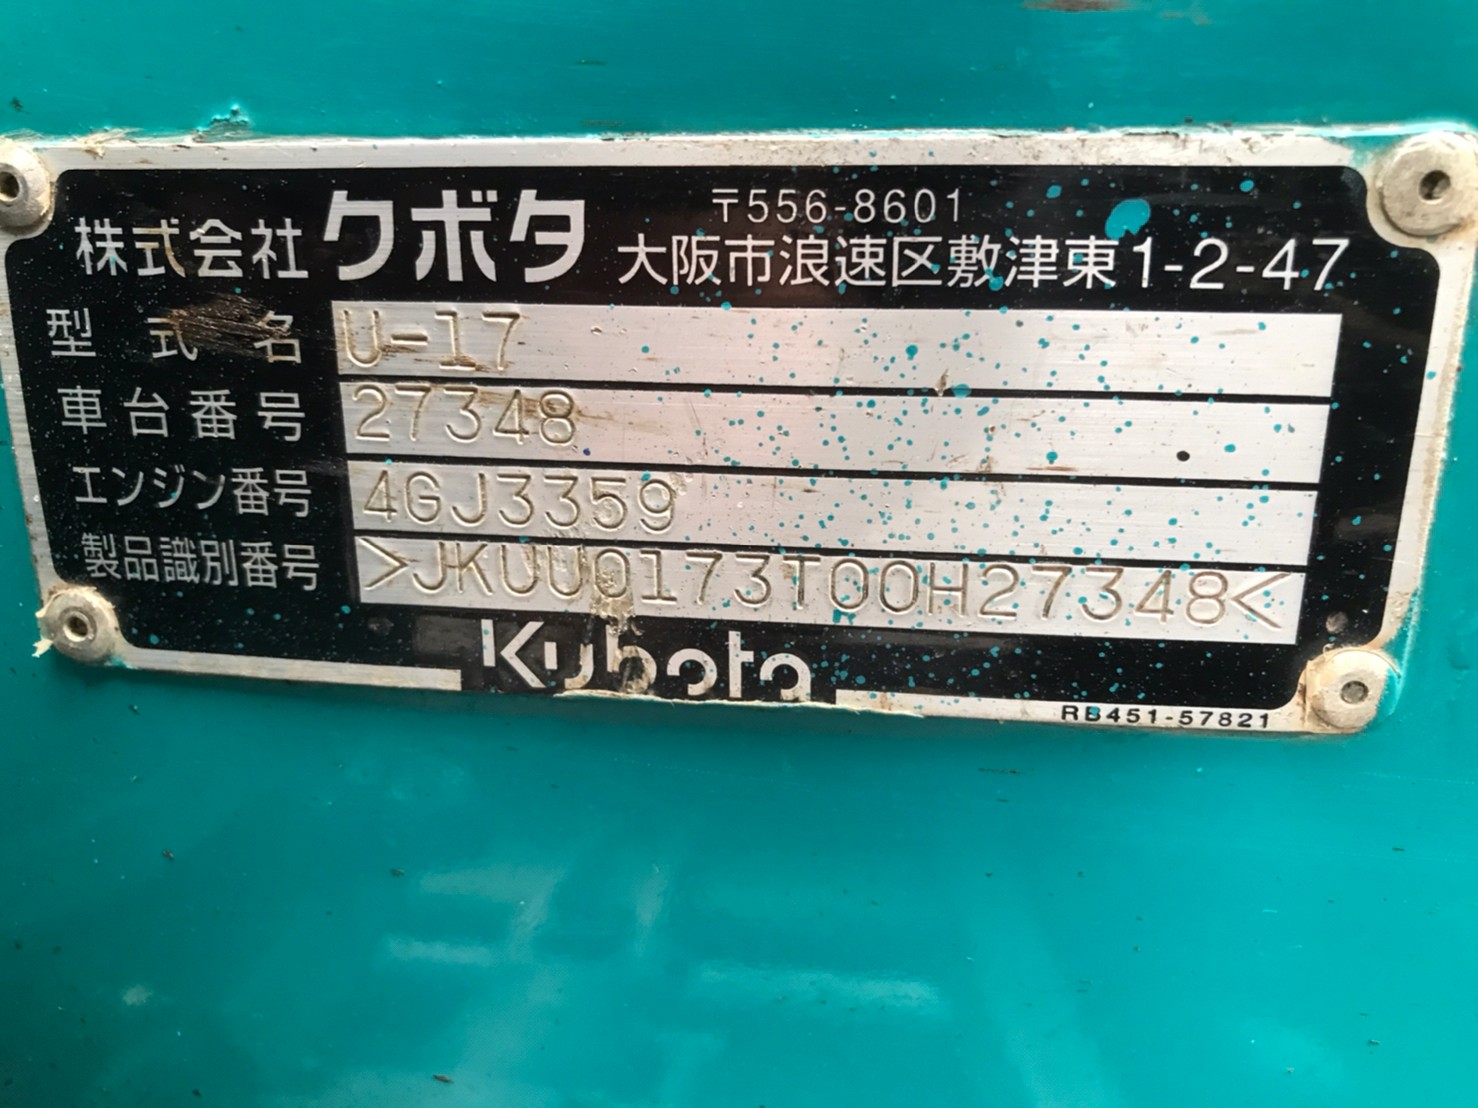 株式会社クボタ 〒556-8601
大阪市浪速区敷津東1-2-47
型式名 U-17
車台番号 27348
エンジン番号 4GJ3359
製品識別番号 >JKUU0173T00H27348<
Kubota
RB451-57821